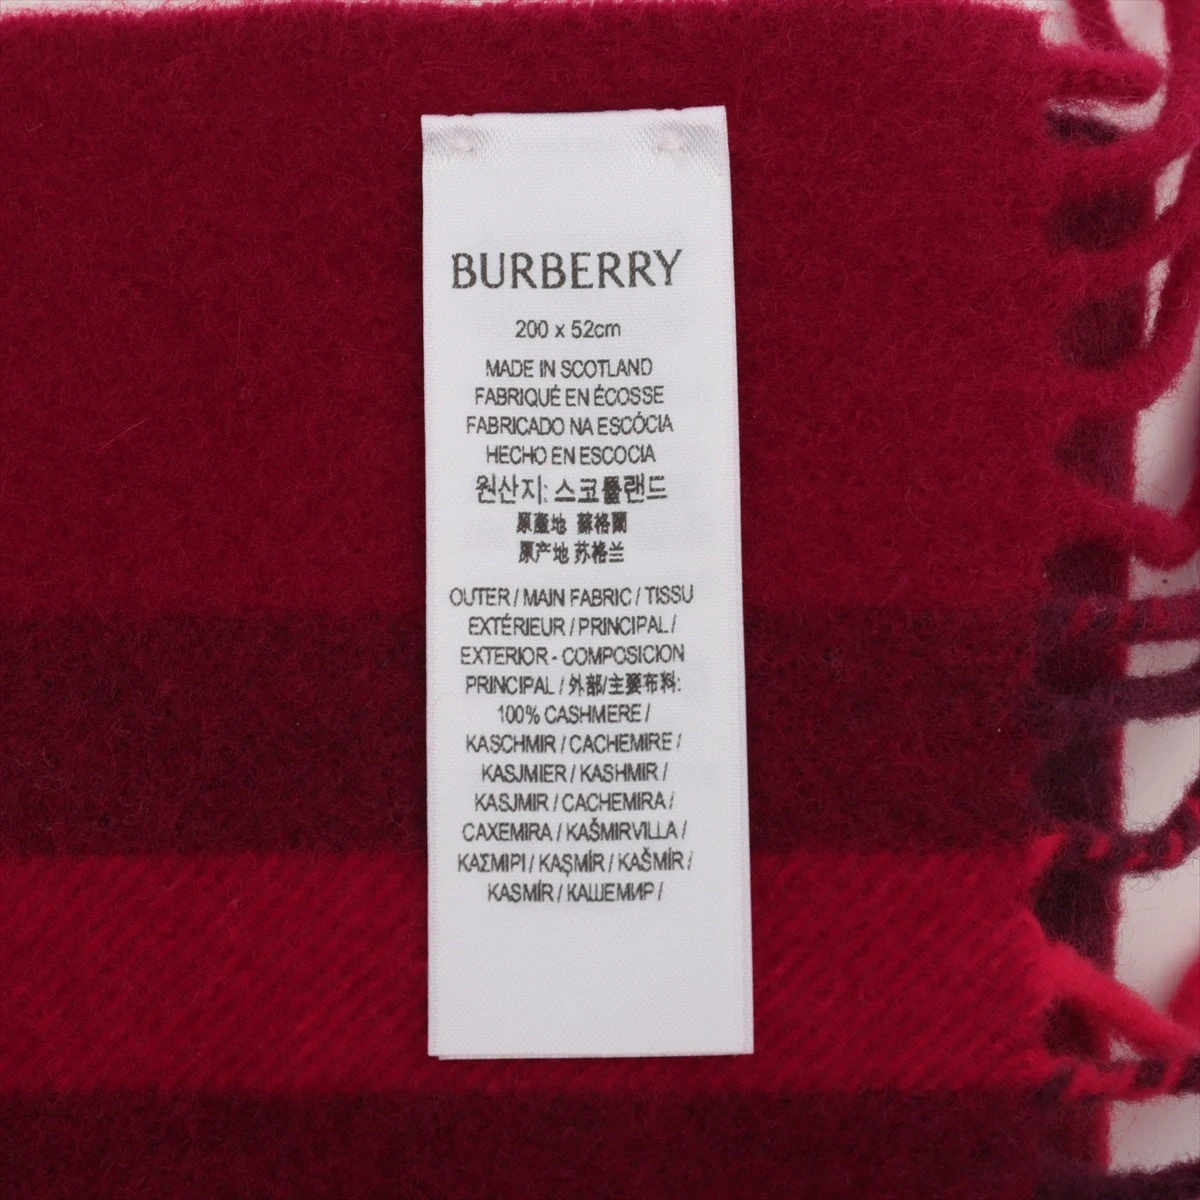 BURBERRY
200 x 52cm
MADE IN SCOTLAND
FABRIQUÉ EN ÉCOSSE
FABRICADO NA ESCÓCIA
HECHO EN ESCOCIA
원산지: 스코틀랜드
原產地 蘇格蘭
原产地 苏格兰
OUTER / MAIN FABRIC / TISSU
EXTÉRIEUR / PRINCIPAL /
EXTERIOR - COMPOSICION
PRINCIPAL / 外部/主要布料:
100% CASHMERE /
KASCHMIR / CACHEMIRE /
KASJMIER / KASHMIR /
KASJMIR / CACHEMIRA /
CAXEMIRA / KAŠMIRVILLA /
ΚΑΣΜΙΡΙ / KAŞMİR / KAŠMÍR /
KASMÍR / КАШЕМИР /